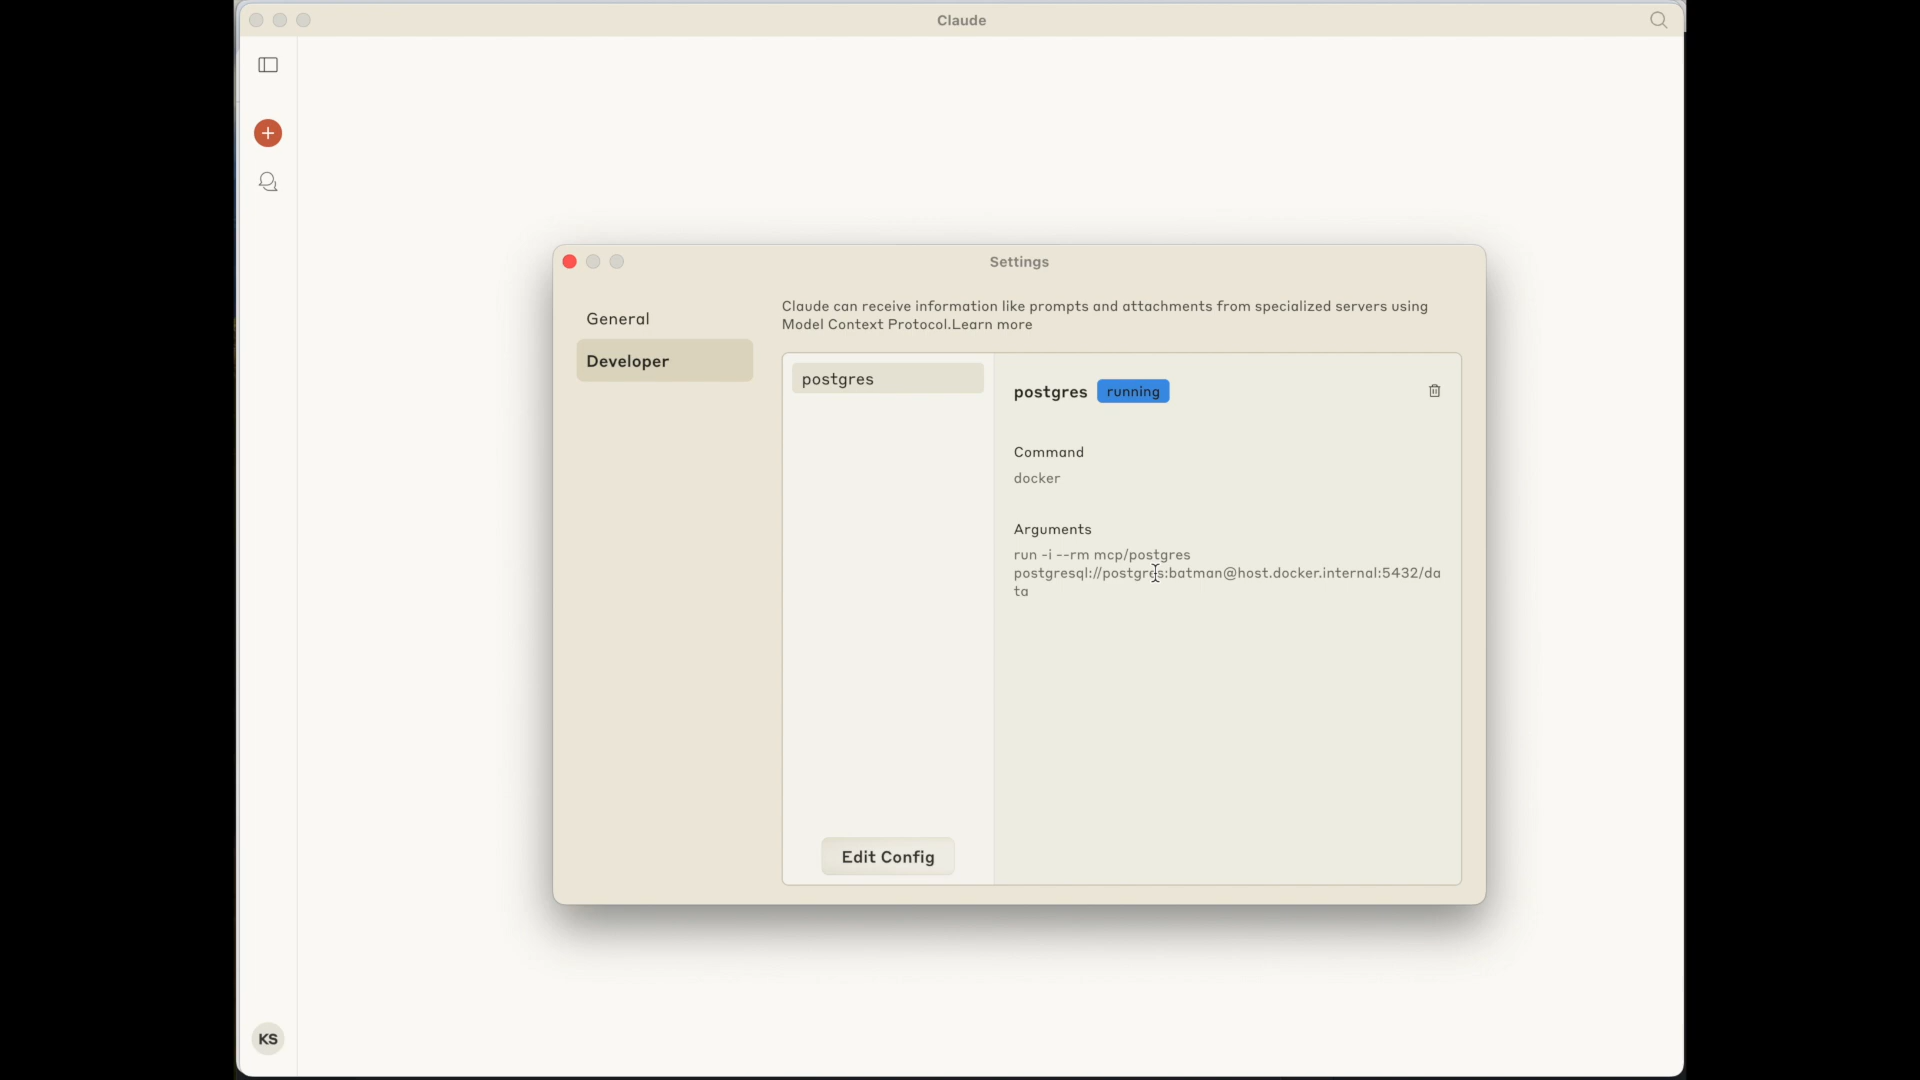 Claude
Settings
General
Developer
Claude can receive information like prompts and attachments from specialized servers using
Model Context Protocol.Learn more
postgres
postgres running
Command
docker
Arguments
run -i --rm mcp/postgres
postgresql://postgres:batman@host.docker.internal:5432/da
ta
Edit Config
KS